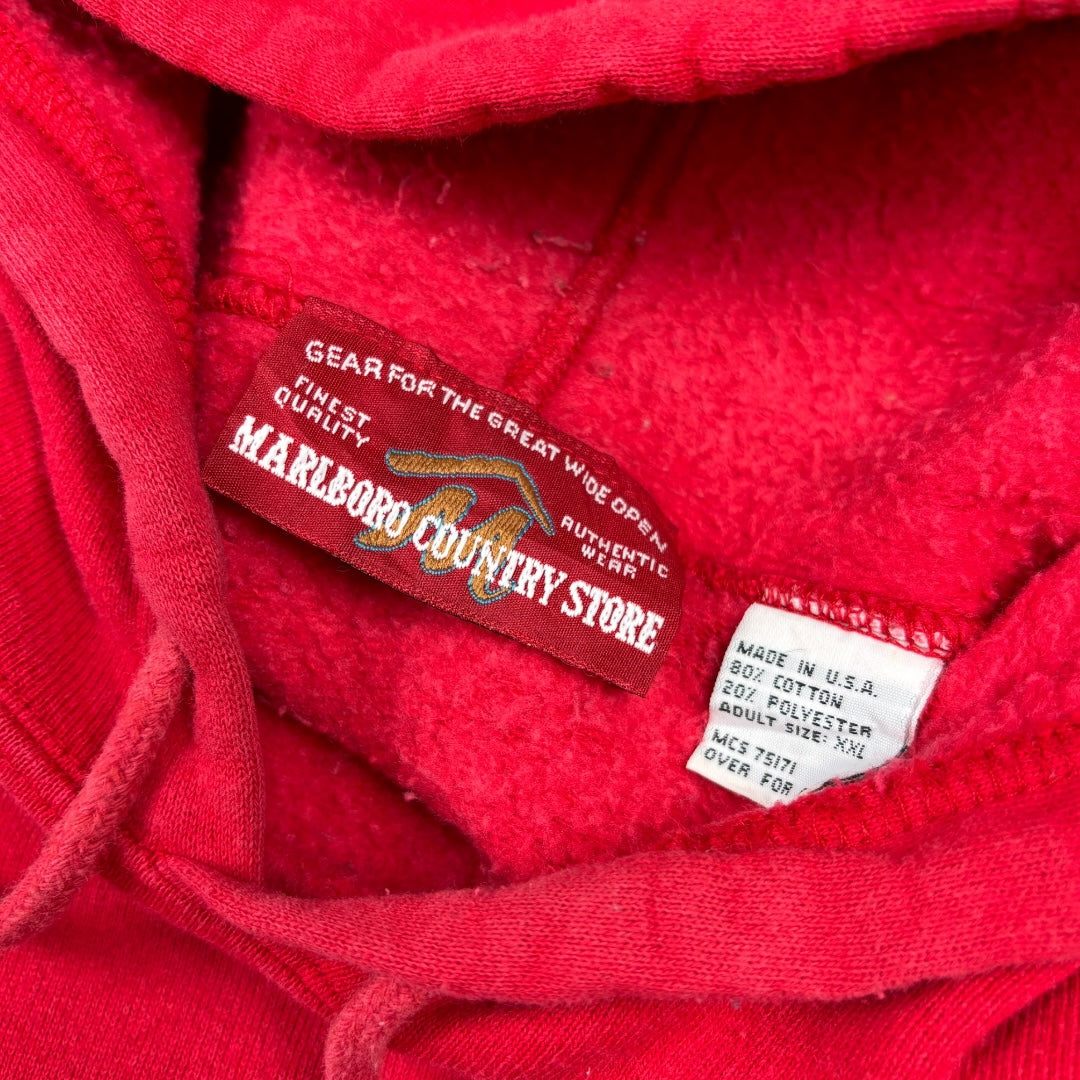 GEAR FOR THE GREAT WIDE OPEN
FINEST
QUALITY
M
AUTHENTIC
WEAR
MARLBORO COUNTRY STORE
MADE IN U.S.A.
80% COTTON
20% POLYESTER
ADULT SIZE: XXL
MCS 75171
OVER FOR